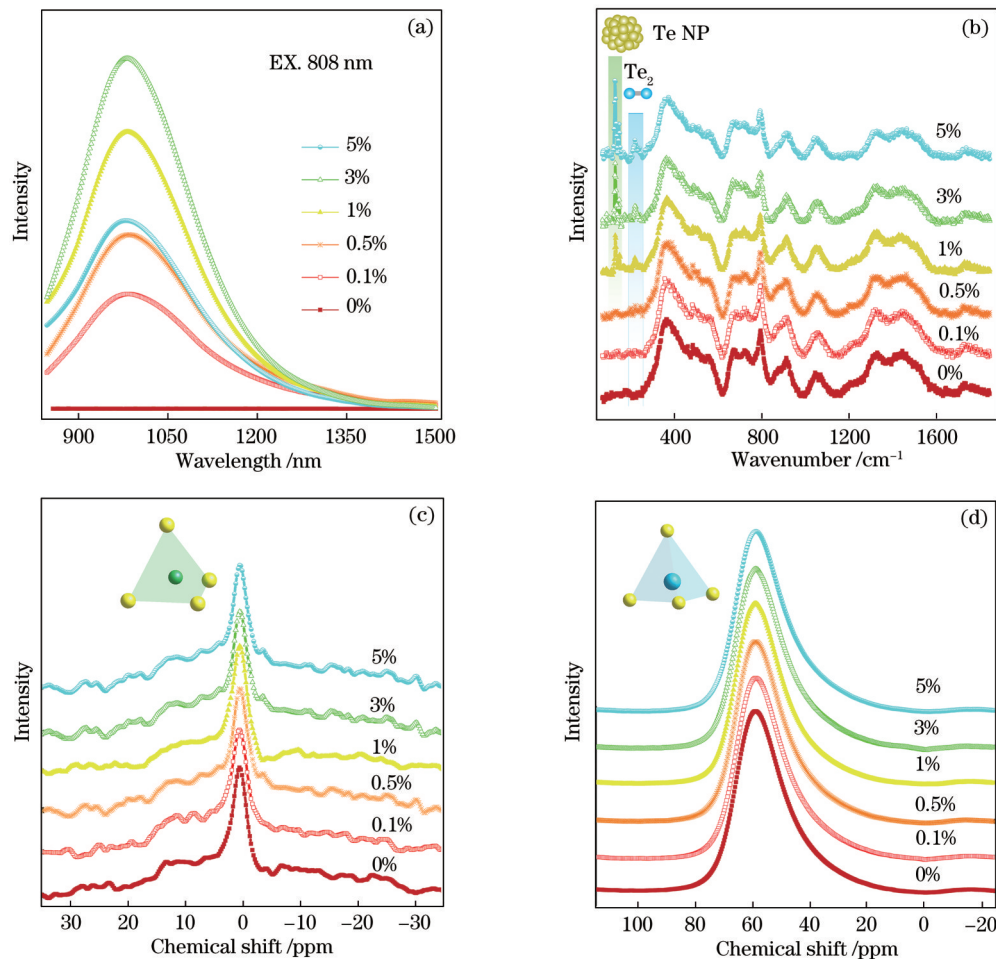 (a)
EX. 808 nm
5%
3%
1%
0.5%
0.1%
0%
Intensity
900 1050 1200 1350 1500
Wavelength /nm
(b)
Te NP
Te₂
5%
3%
1%
0.5%
0.1%
0%
Intensity
400 800 1200 1600
Wavenumber /cm⁻¹
(c)
5%
3%
1%
0.5%
0.1%
0%
Intensity
30 20 10 0 −10 −20 −30
Chemical shift /ppm
(d)
5%
3%
1%
0.5%
0.1%
0%
Intensity
100 80 60 40 20 0 −20
Chemical shift /ppm